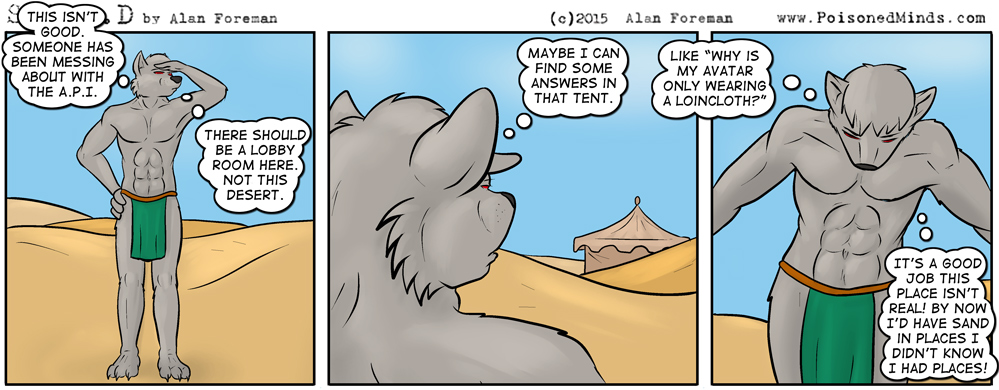 D by Alan Foreman
(c)2015 Alan Foreman
www.PoisonedMinds.com
THIS ISN'T
GOOD.
SOMEONE HAS
BEEN MESSING
ABOUT WITH
THE A.P.I.
THERE SHOULD
BE A LOBBY
ROOM HERE.
NOT THIS
DESERT.
MAYBE I CAN
FIND SOME
ANSWERS IN
THAT TENT.
LIKE "WHY IS
MY AVATAR
ONLY WEARING
A LOINCLOTH?"
IT'S A GOOD
JOB THIS
PLACE ISN'T
REAL! BY NOW
I'D HAVE SAND
IN PLACES I
DIDN'T KNOW
I HAD PLACES!